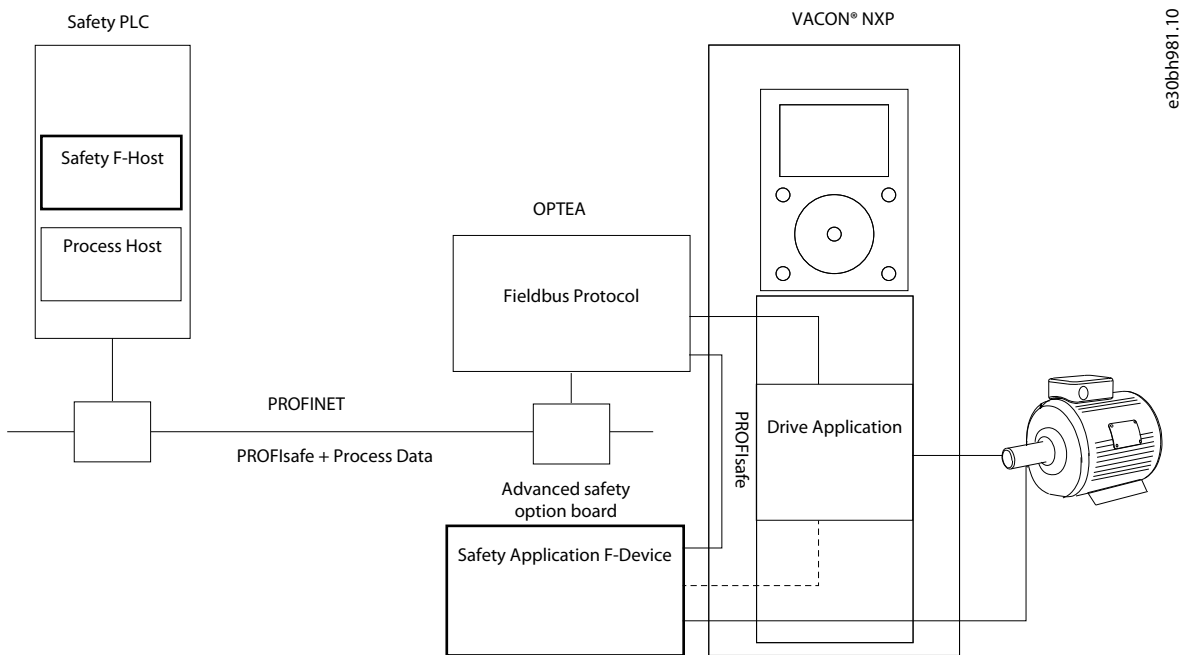 Safety PLC
VACON® NXP
e30bh981.10
Safety F-Host
Process Host
OPTEA
Fieldbus Protocol
PROFINET
PROFIsafe + Process Data
PROFIsafe
Drive Application
Advanced safety
option board
Safety Application F-Device